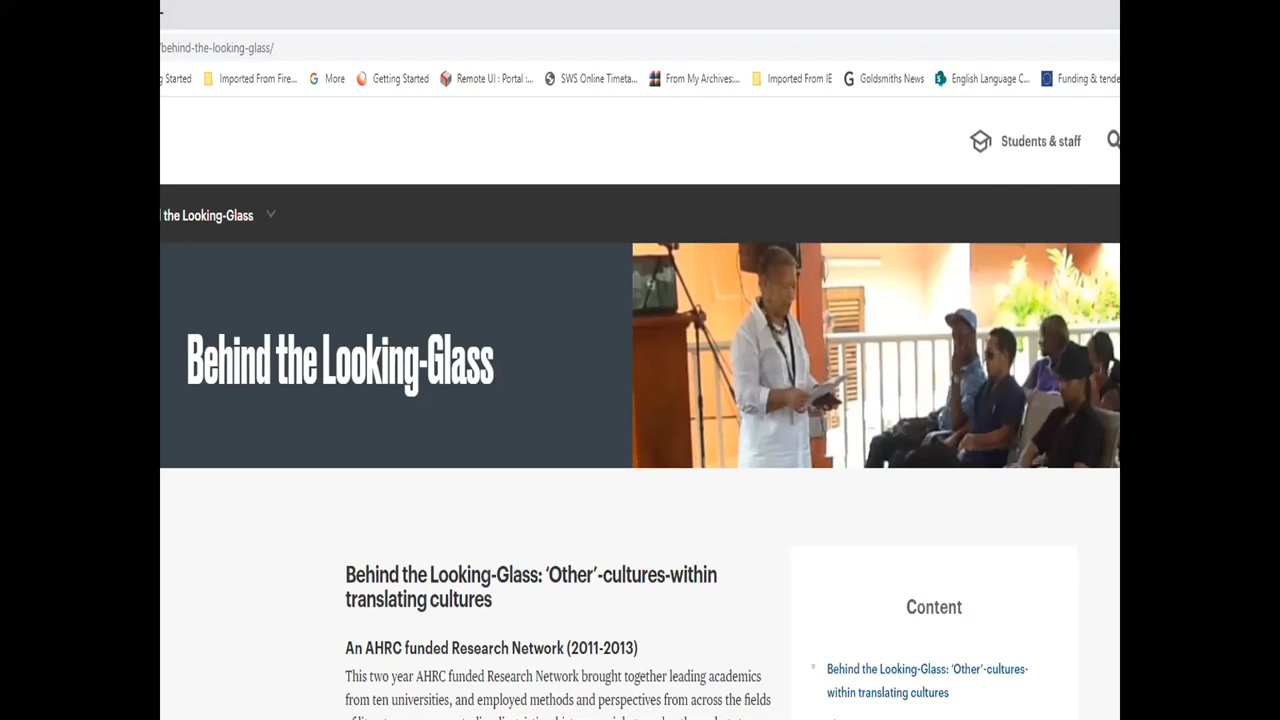 /behind-the-looking-glass/
g Started Imported From Fire... More Getting Started Remote UI : Portal :... SWS Online Timeta... From My Archives:... Imported From IE Goldsmiths News English Language C... Funding & tende
Students & staff
the Looking-Glass
Behind the Looking-Glass
Behind the Looking-Glass: ‘Other’-cultures-within
translating cultures
An AHRC funded Research Network (2011-2013)
This two year AHRC funded Research Network brought together leading academics
from ten universities, and employed methods and perspectives from across the fields
Content
Behind the Looking-Glass: ‘Other’-cultures-
within translating cultures